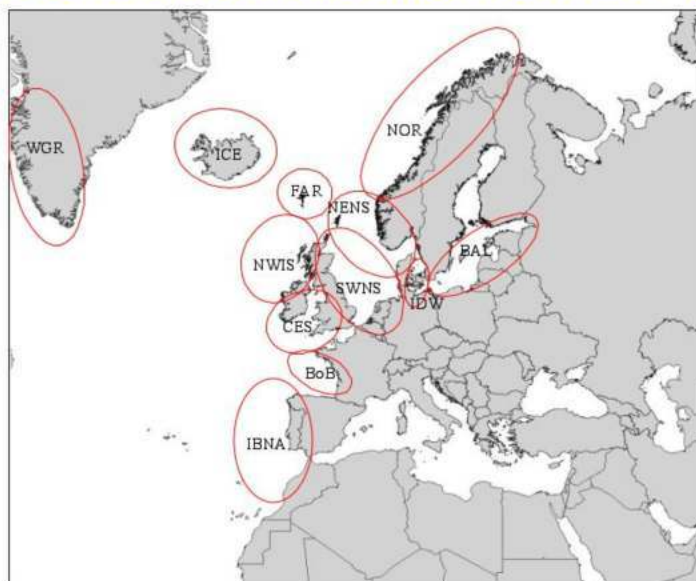 NOR
WGR
ICE
FAR
NENS
BAL
NWIS
SWNS
IDW
CES
BoB
IBNA